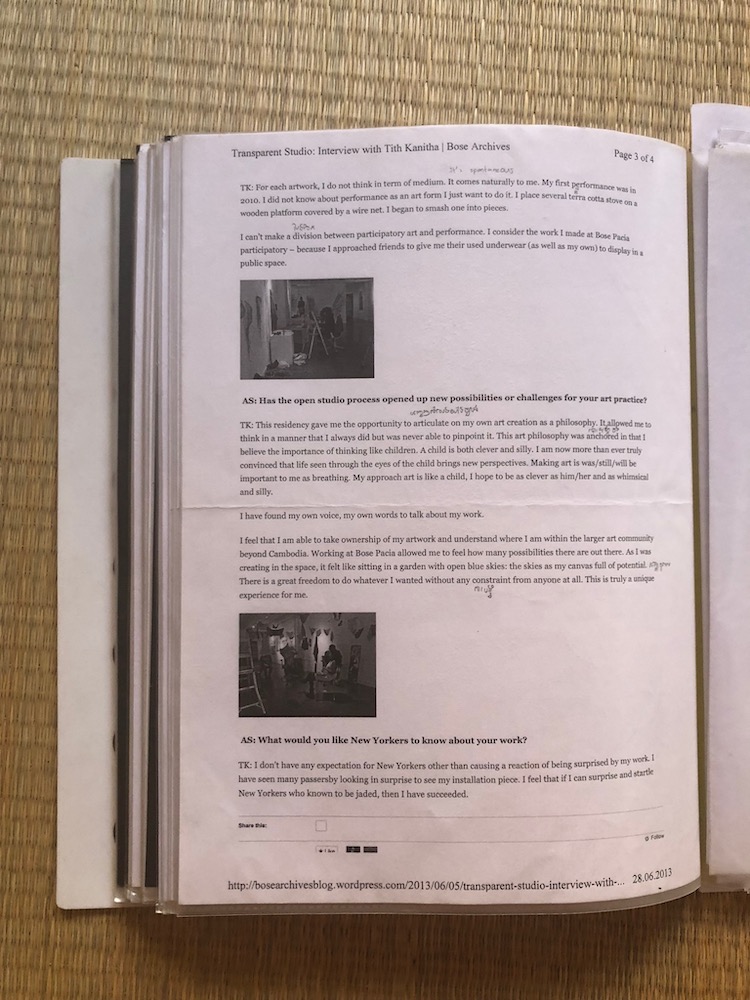 Transparent Studio: Interview with Tith Kanitha | Bose Archives
Page 3 of 4
It's spontaneous
TK: For each artwork, I do not think in term of medium. It comes naturally to me. My first performance was in
2010. I did not know about performance as an art form I just want to do it. I place several terra cotta stove on a
wooden platform covered by a wire net. I began to smash one into pieces.
I can't make a division between participatory art and performance. I consider the work I made at Bose Pacia
participatory – because I approached friends to give me their used underwear (as well as my own) to display in a
public space.
AS: Has the open studio process opened up new possibilities or challenges for your art practice?
TK: This residency gave me the opportunity to articulate on my own art creation as a philosophy. It allowed me to
think in a manner that I always did but was never able to pinpoint it. This art philosophy was anchored in that I
believe the importance of thinking like children. A child is both clever and silly. I am now more than ever truly
convinced that life seen through the eyes of the child brings new perspectives. Making art is was/still/will be
important to me as breathing. My approach art is like a child, I hope to be as clever as him/her and as whimsical
and silly.
I have found my own voice, my own words to talk about my work.
I feel that I am able to take ownership of my artwork and understand where I am within the larger art community
beyond Cambodia. Working at Bose Pacia allowed me to feel how many possibilities there are out there. As I was
creating in the space, it felt like sitting in a garden with open blue skies: the skies as my canvas full of potential.
There is a great freedom to do whatever I wanted without any constraint from anyone at all. This is truly a unique
experience for me.
AS: What would you like New Yorkers to know about your work?
TK: I don't have any expectation for New Yorkers other than causing a reaction of being surprised by my work. I
have seen many passersby looking in surprise to see my installation piece. I feel that if I can surprise and startle
New Yorkers who known to be jaded, then I have succeeded.
Share this:
Follow
http://bosearchivesblog.wordpress.com/2013/06/05/transparent-studio-interview-with-... 28.06.2013